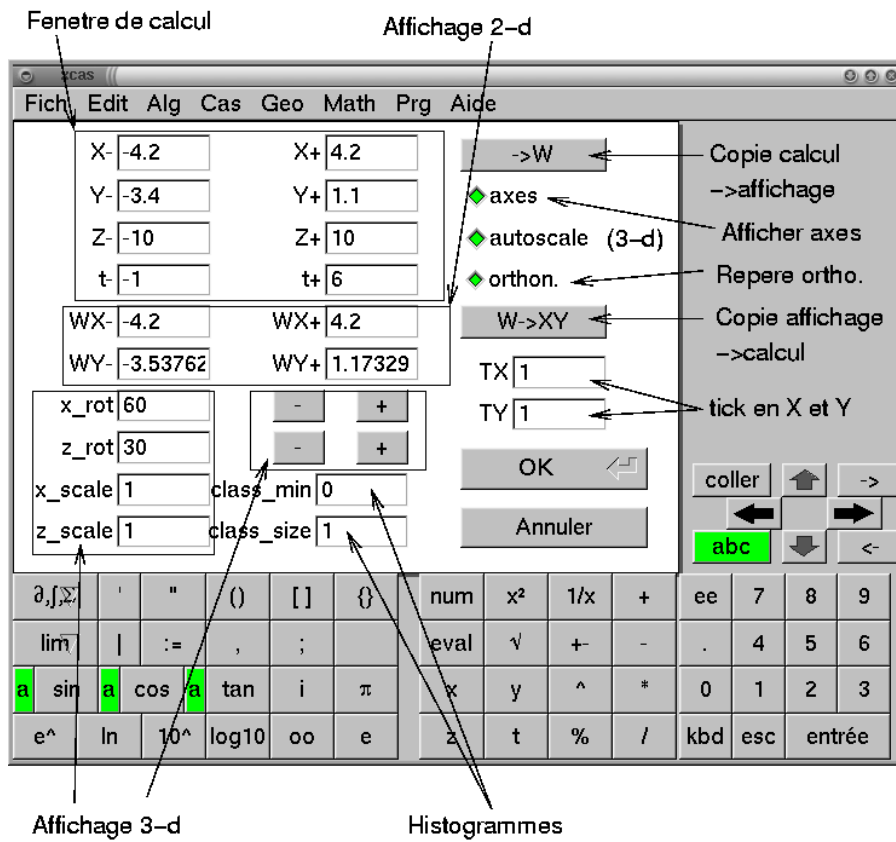 Fenetre de calcul
Affichage 2-d
xcas
Fich Edit Alg Cas Geo Math Prg Aide
X- -4.2 X+ 4.2 ->W Copie calcul
->affichage
Y- -3.4 Y+ 1.1 axes
Afficher axes
Z- -10 Z+ 10 autoscale (3-d)
t- -1 t+ 6 orthon. Repere ortho.
WX- -4.2 WX+ 4.2 W->XY Copie affichage
->calcul
WY- -3.53762 WY+ 1.17329 TX 1
x_rot 60 - + TY 1 tick en X et Y
z_rot 30 - + OK
x_scale 1 class_min 0 coller ->
z_scale 1 class_size 1 Annuler abc <-
∂,∫,Σ ' " () [ ] {} num x² 1/x + ee 7 8 9
lim | := , ; eval √ +- - . 4 5 6
a sin a cos a tan i π x y ^ * 0 1 2 3
e^ ln 10^ log10 oo e z t % / kbd esc entrée
Affichage 3-d
Histogrammes